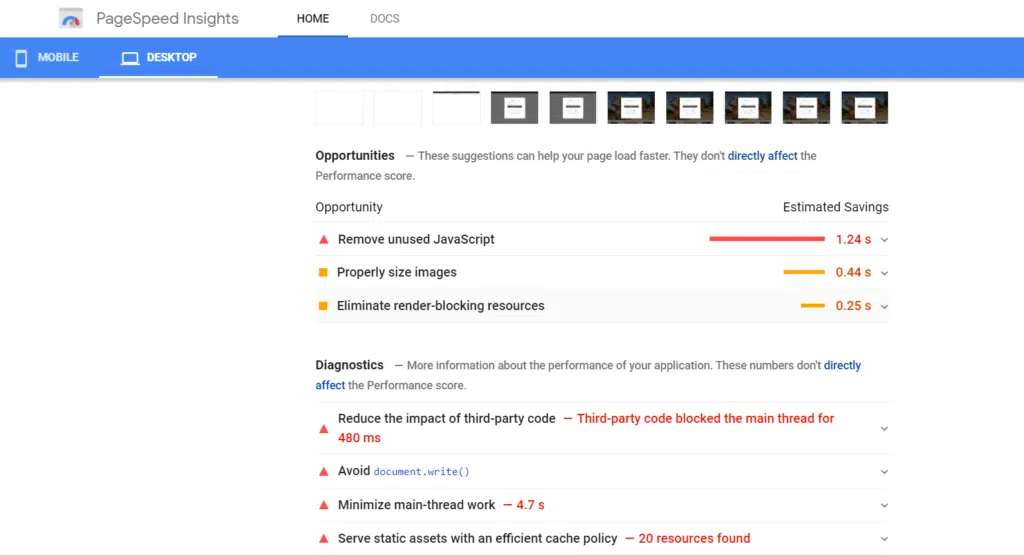 PageSpeed Insights
HOME
DOCS
MOBILE
DESKTOP
Opportunities — These suggestions can help your page load faster. They don't directly affect the
Performance score.
Opportunity
Estimated Savings
Remove unused JavaScript
1.24 s
Properly size images
0.44 s
Eliminate render-blocking resources
0.25 s
Diagnostics — More information about the performance of your application. These numbers don't directly
affect the Performance score.
Reduce the impact of third-party code — Third-party code blocked the main thread for
480 ms
Avoid document.write()
Minimize main-thread work — 4.7 s
Serve static assets with an efficient cache policy — 20 resources found